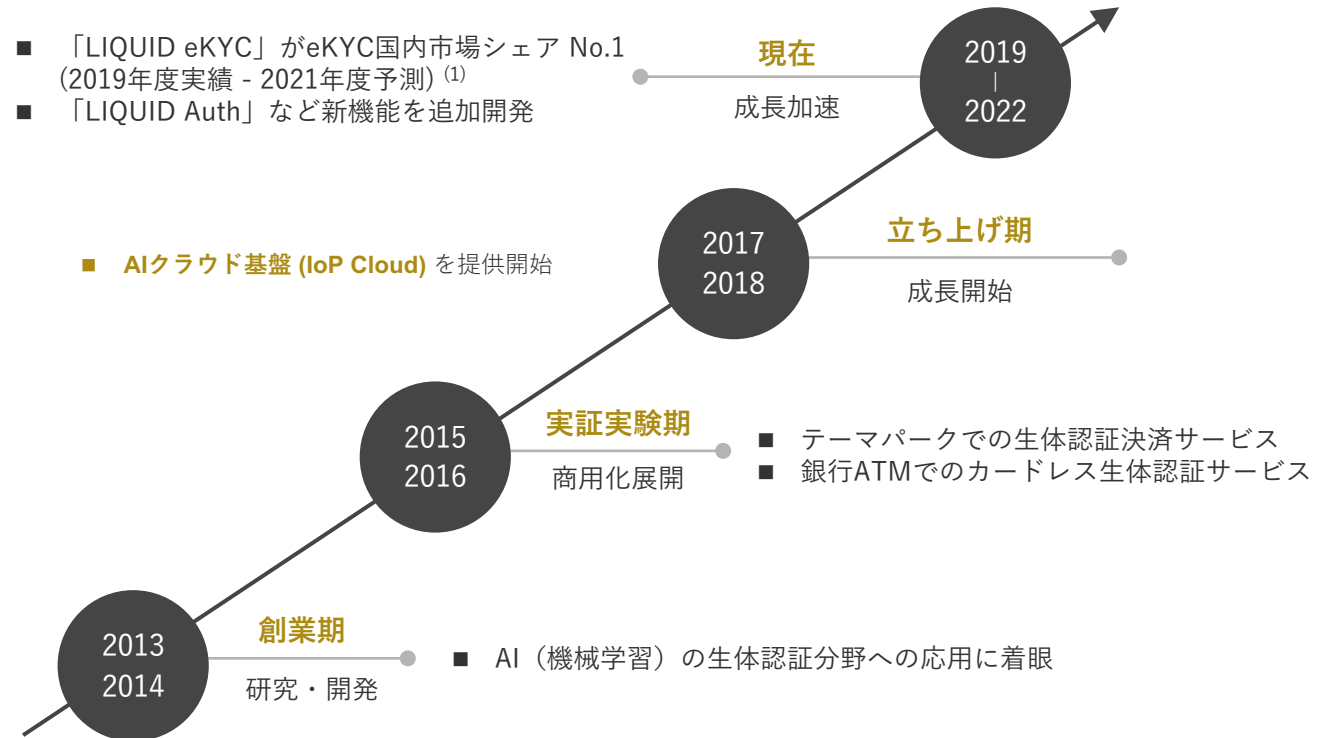 ■ 「LIQUID eKYC」がeKYC国内市場シェア No.1
(2019年度実績 - 2021年度予測) (1)
■ 「LIQUID Auth」など新機能を追加開発
現在
成長加速
2019
|
2022
■ AIクラウド基盤 (IoP Cloud) を提供開始
2017
2018
立ち上げ期
成長開始
2015
2016
実証実験期
商用化展開
■ テーマパークでの生体認証決済サービス
■ 銀行ATMでのカードレス生体認証サービス
2013
2014
創業期
研究・開発
■ AI（機械学習）の生体認証分野への応用に着眼